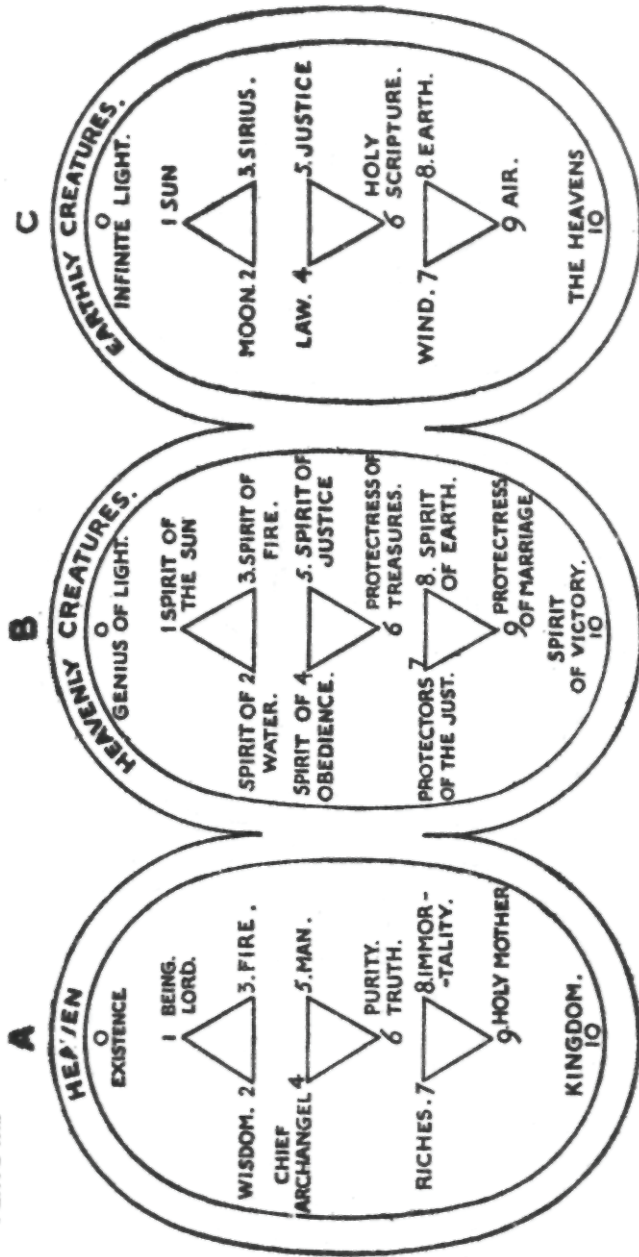 A
HEAVEN
0
EXISTENCE
1 BEING.
LORD.
WISDOM. 2
3. FIRE.
CHIEF
ARCHANGEL 4
5. MAN.
PURITY.
6 TRUTH.
RICHES. 7
8. IMMOR-
-TALITY.
9. HOLY MOTHER
KINGDOM.
10
B
HEAVENLY CREATURES.
0
GENIUS OF LIGHT.
1 SPIRIT OF
THE SUN
SPIRIT OF 2
WATER.
3. SPIRIT OF
FIRE.
SPIRIT OF 4
OBEDIENCE.
5. SPIRIT OF
JUSTICE
PROTECTRESS OF
6 TREASURES.
PROTECTORS 7
OF THE JUST.
8. SPIRIT
OF EARTH.
9 PROTECTRESS
OF MARRIAGE
SPIRIT
OF VICTORY.
10
C
EARTHLY CREATURES.
0
INFINITE LIGHT.
1 SUN
MOON. 2
3. SIRIUS.
LAW. 4
5. JUSTICE
HOLY
6 SCRIPTURE.
WIND. 7
8. EARTH.
9 AIR.
THE HEAVENS
10